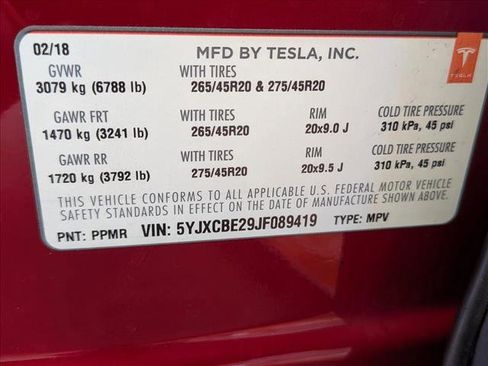 02/18 MFD BY TESLA, INC.
GVWR WITH TIRES
3079 kg (6788 lb) 265/45R20 & 275/45R20
GAWR FRT WITH TIRES RIM COLD TIRE PRESSURE
1470 kg (3241 lb) 265/45R20 20x9.0 J 310 kPa, 45 psi
GAWR RR WITH TIRES RIM COLD TIRE PRESSURE
1720 kg (3792 lb) 275/45R20 20x9.5 J 310 kPa, 45 psi
THIS VEHICLE CONFORMS TO ALL APPLICABLE U.S. FEDERAL MOTOR VEHICLE
SAFETY STANDARDS IN EFFECT ON THE DATE OF MANUFACTURE SHOWN ABOVE.
PNT: PPMR VIN: 5YJXCBE29JF089419 TYPE: MPV
TESLA